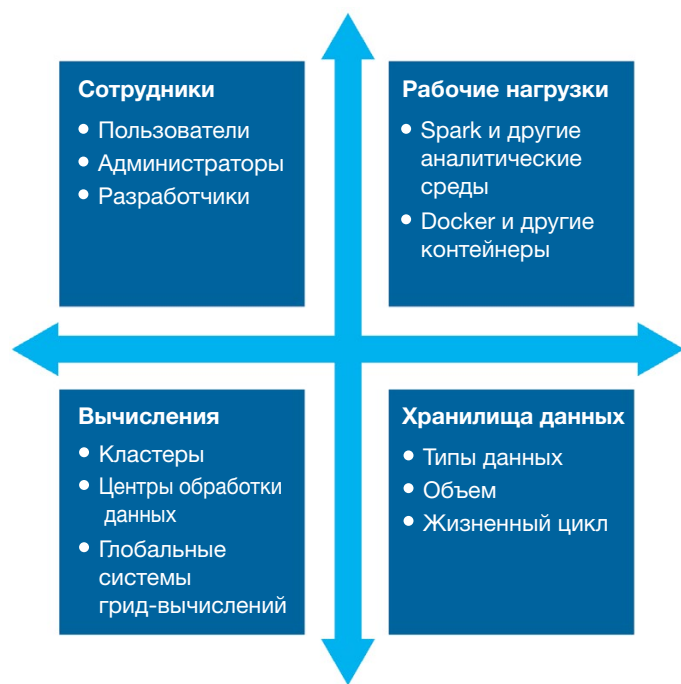 Сотрудники
• Пользователи
• Администраторы
• Разработчики
Рабочие нагрузки
• Spark и другие
аналитические
среды
• Docker и другие
контейнеры
Вычисления
• Кластеры
• Центры обработки
данных
• Глобальные
системы
грид-вычислений
Хранилища данных
• Типы данных
• Объем
• Жизненный цикл